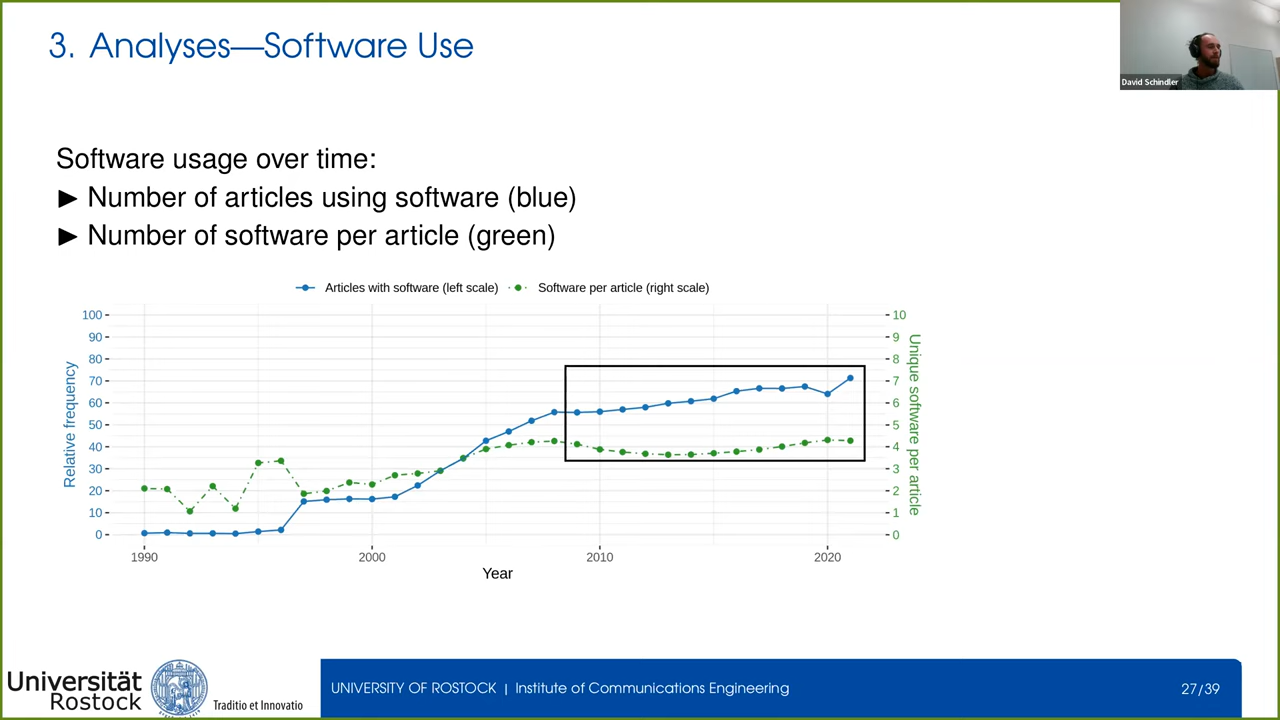 3. Analyses—Software Use
David Schindler
Software usage over time:
► Number of articles using software (blue)
► Number of software per article (green)
Articles with software (left scale) Software per article (right scale)
Relative frequency
100
90
80
70
60
50
40
30
20
10
0
10
9
8
7
6
5
4
3
2
1
0
Unique software per article
1990 2000 2010 2020
Year
Universität
Rostock
Traditio et Innovatio
UNIVERSITY OF ROSTOCK | Institute of Communications Engineering
27/39